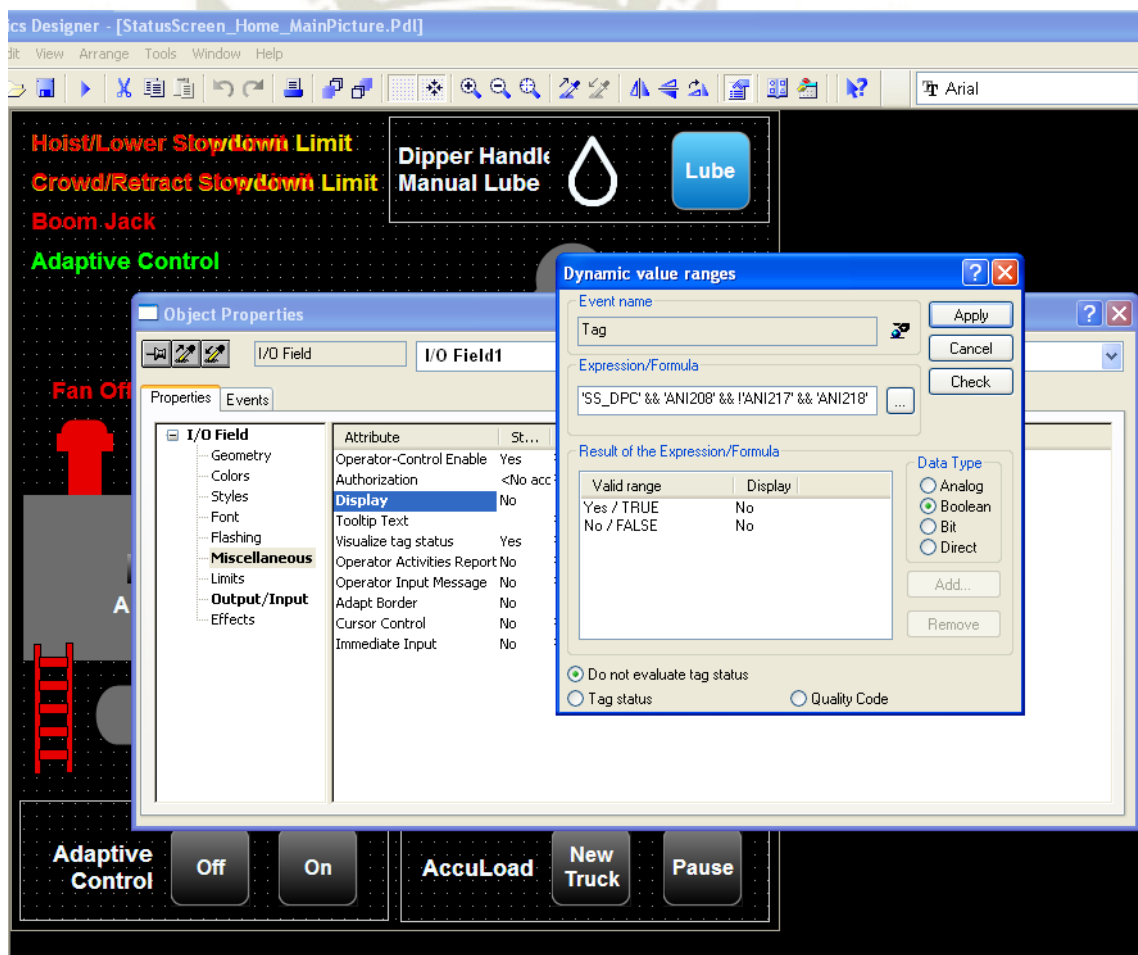 ics Designer - [StatusScreen_Home_MainPicture.Pdl]
dit View Arrange Tools Window Help
Arial
Hoist/Lower Limit
Crowd/Retract Limit
Boom Jack
Adaptive Control
Dipper Handle
Manual Lube
Lube
Dynamic value ranges
Event name
Tag
Apply
Cancel
Check
Expression/Formula
'SS_DPC' && 'ANI208' && !'ANI217' && 'ANI218'
...
Result of the Expression/Formula
Valid range Display
Yes / TRUE No
No / FALSE No
Data Type
Analog
Boolean
Bit
Direct
Add...
Remove
Do not evaluate tag status
Tag status Quality Code
Object Properties
I/O Field I/O Field1
Properties Events
I/O Field
Geometry
Colors
Styles
Font
Flashing
Miscellaneous
Limits
Output/Input
Effects
Attribute St...
Operator-Control Enable Yes
Authorization <No acc
Display No
Tooltip Text
Visualize tag status Yes
Operator Activities Report No
Operator Input Message No
Adapt Border No
Cursor Control No
Immediate Input No
Fan Off
A
Adaptive
Control
Off
On
AccuLoad
New
Truck
Pause